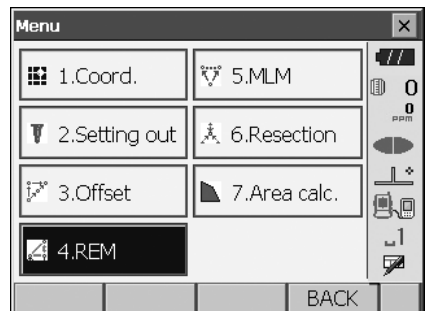 Menu
1.Coord.
5.MLM
2.Setting out
6.Resection
3.Offset
7.Area calc.
4.REM
0
0
PPM
1
BACK